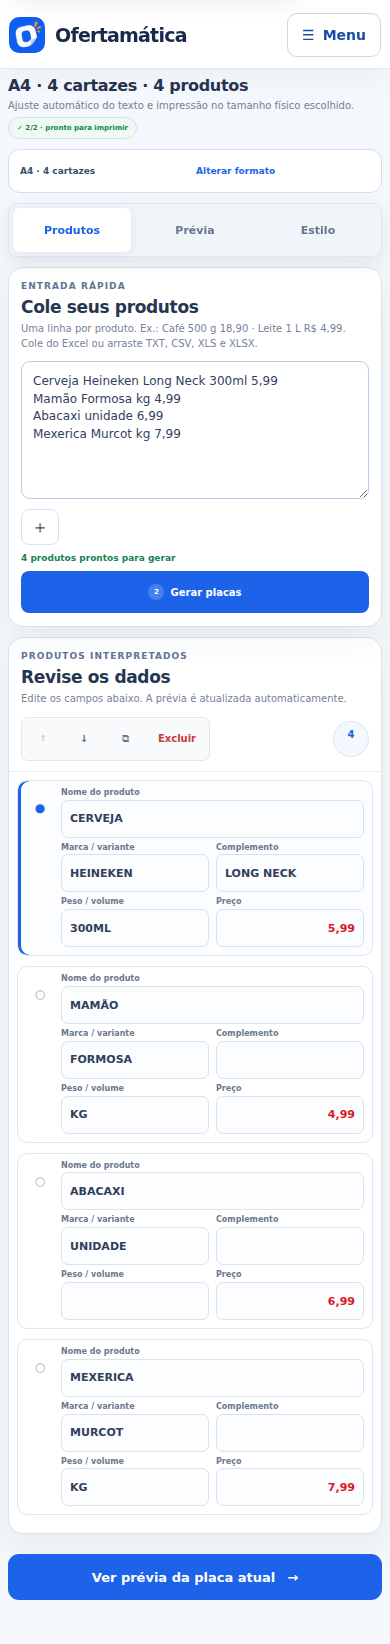 Ofertamática
☰ Menu
A4 · 4 cartazes · 4 produtos
Ajuste automático do texto e impressão no tamanho físico escolhido.
✓ 2/2 · pronto para imprimir
A4 · 4 cartazes
Alterar formato
Produtos
Prévia
Estilo
ENTRADA RÁPIDA
Cole seus produtos
Uma linha por produto. Ex.: Café 500 g 18,90 · Leite 1 L R$ 4,99.
Cole do Excel ou arraste TXT, CSV, XLS e XLSX.
Cerveja Heineken Long Neck 300ml 5,99
Mamão Formosa kg 4,99
Abacaxi unidade 6,99
Mexerica Murcot kg 7,99
+
4 produtos prontos para gerar
2 Gerar placas
PRODUTOS INTERPRETADOS
Revise os dados
Edite os campos abaixo. A prévia é atualizada automaticamente.
↑ ↓ ⧉ Excluir
4
Nome do produto
CERVEJA
Marca / variante
Complemento
HEINEKEN
LONG NECK
Peso / volume
Preço
300ML
5,99
Nome do produto
MAMÃO
Marca / variante
Complemento
FORMOSA
Peso / volume
Preço
KG
4,99
Nome do produto
ABACAXI
Marca / variante
Complemento
UNIDADE
Peso / volume
Preço
6,99
Nome do produto
MEXERICA
Marca / variante
Complemento
MURCOT
Peso / volume
Preço
KG
7,99
Ver prévia da placa atual →